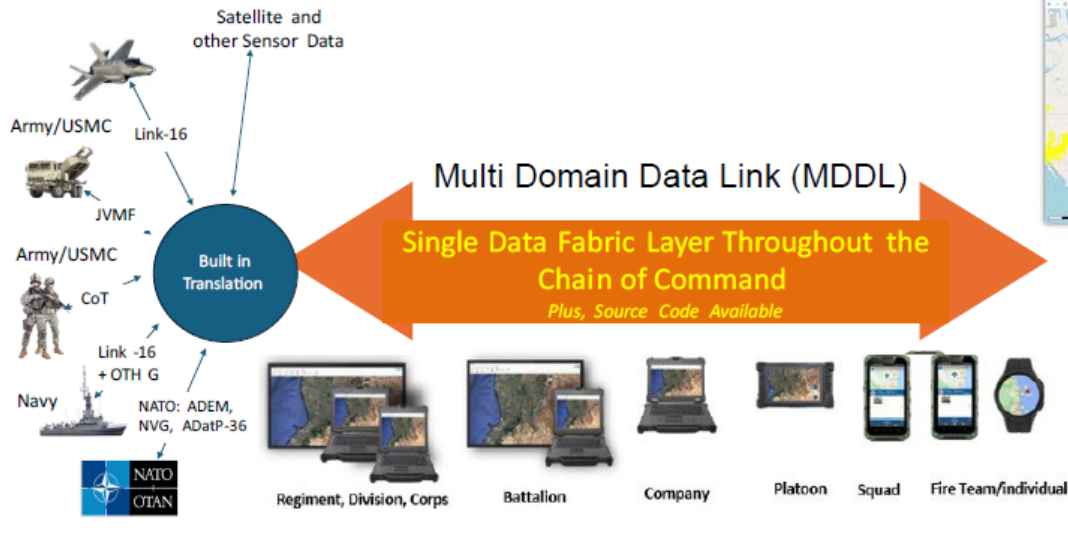 Satellite and
other Sensor Data
Army/USMC
Link-16
JVMF
Army/USMC
CoT
Link -16
+ OTH G
Navy
NATO: ADEM,
NVG, ADatP-36
NATO
OTAN
Built in
Translation
Multi Domain Data Link (MDDL)
Single Data Fabric Layer Throughout the
Chain of Command
Plus, Source Code Available
Regiment, Division, Corps
Battalion
Company
Platoon
Squad
Fire Team/individual